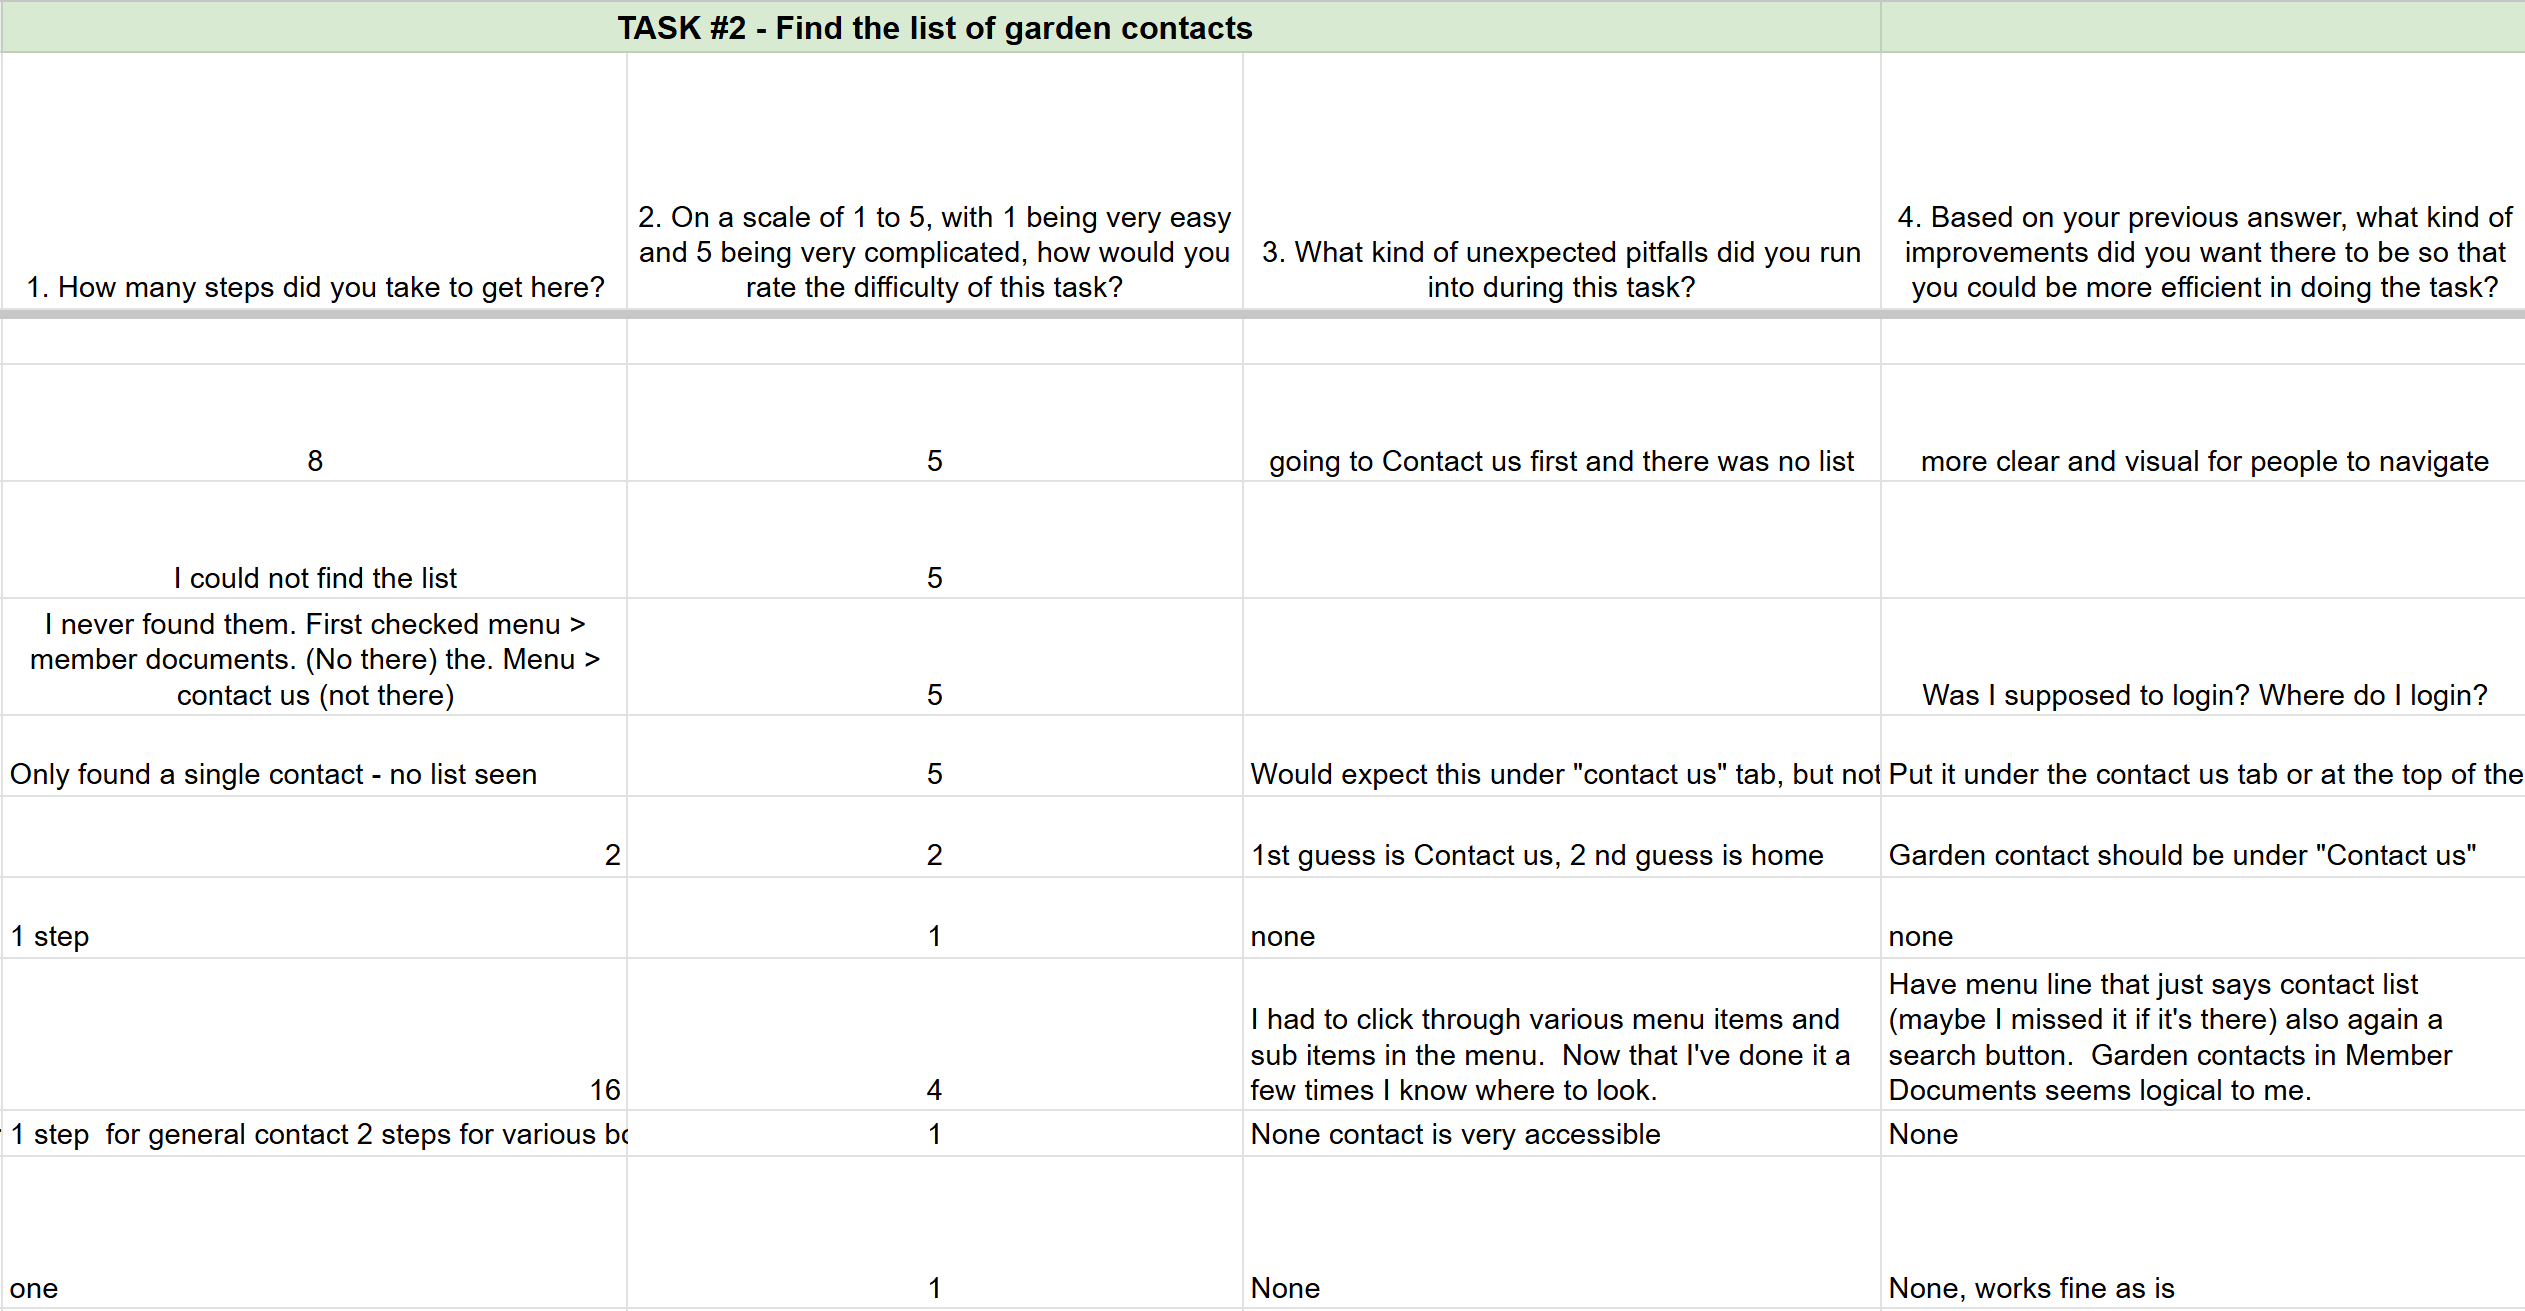 TASK #2 - Find the list of garden contacts
1. How many steps did you take to get here?
2. On a scale of 1 to 5, with 1 being very easy
and 5 being very complicated, how would you
rate the difficulty of this task?
3. What kind of unexpected pitfalls did you run
into during this task?
4. Based on your previous answer, what kind of
improvements did you want there to be so that
you could be more efficient in doing the task?
8
5
going to Contact us first and there was no list
more clear and visual for people to navigate
I could not find the list
5
I never found them. First checked menu >
member documents. (No there) the. Menu >
contact us (not there)
5
Was I supposed to login? Where do I login?
Only found a single contact - no list seen
5
Would expect this under "contact us" tab, but not
Put it under the contact us tab or at the top of the
2
2
1st guess is Contact us, 2 nd guess is home
Garden contact should be under "Contact us"
1 step
1
none
none
16
4
I had to click through various menu items and
sub items in the menu.  Now that I've done it a
few times I know where to look.
Have menu line that just says contact list
(maybe I missed it if it's there) also again a
search button.  Garden contacts in Member
Documents seems logical to me.
1 step  for general contact 2 steps for various
1
None contact is very accessible
None
one
1
None
None, works fine as is